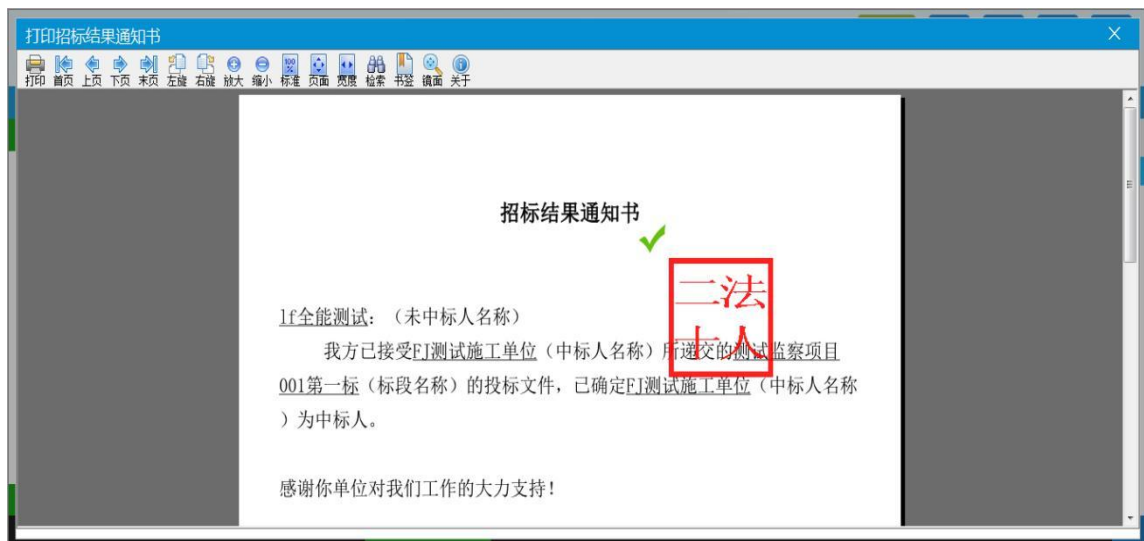 打印招标结果通知书
打印 首页 上页 下页 末页 左旋 右旋 放大 缩小 标准 页面 宽度 检索 书签 镜面 关于
招标结果通知书
二法
十人
lf全能测试：（未中标人名称）
我方已接受FJ测试施工单位（中标人名称）所递交的测试监察项目
001第一标（标段名称）的投标文件，已确定FJ测试施工单位（中标人名称
）为中标人。
感谢你单位对我们工作的大力支持！